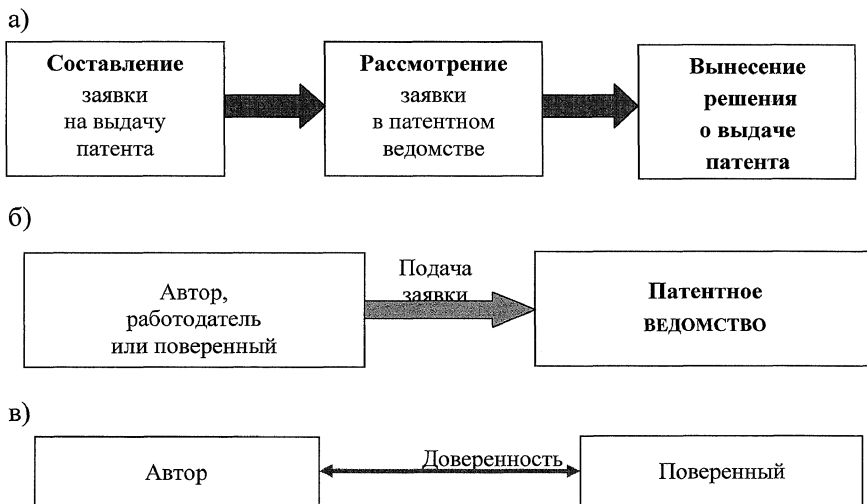 а)
Составление
заявки
на выдачу
патента
Рассмотрение
заявки
в патентном
ведомстве
Вынесение
решения
о выдаче
патента
б)
Автор,
работодатель
или поверенный
Подача
заявки
Патентное
ВЕДОМСТВО
в)
Автор
Доверенность
Поверенный